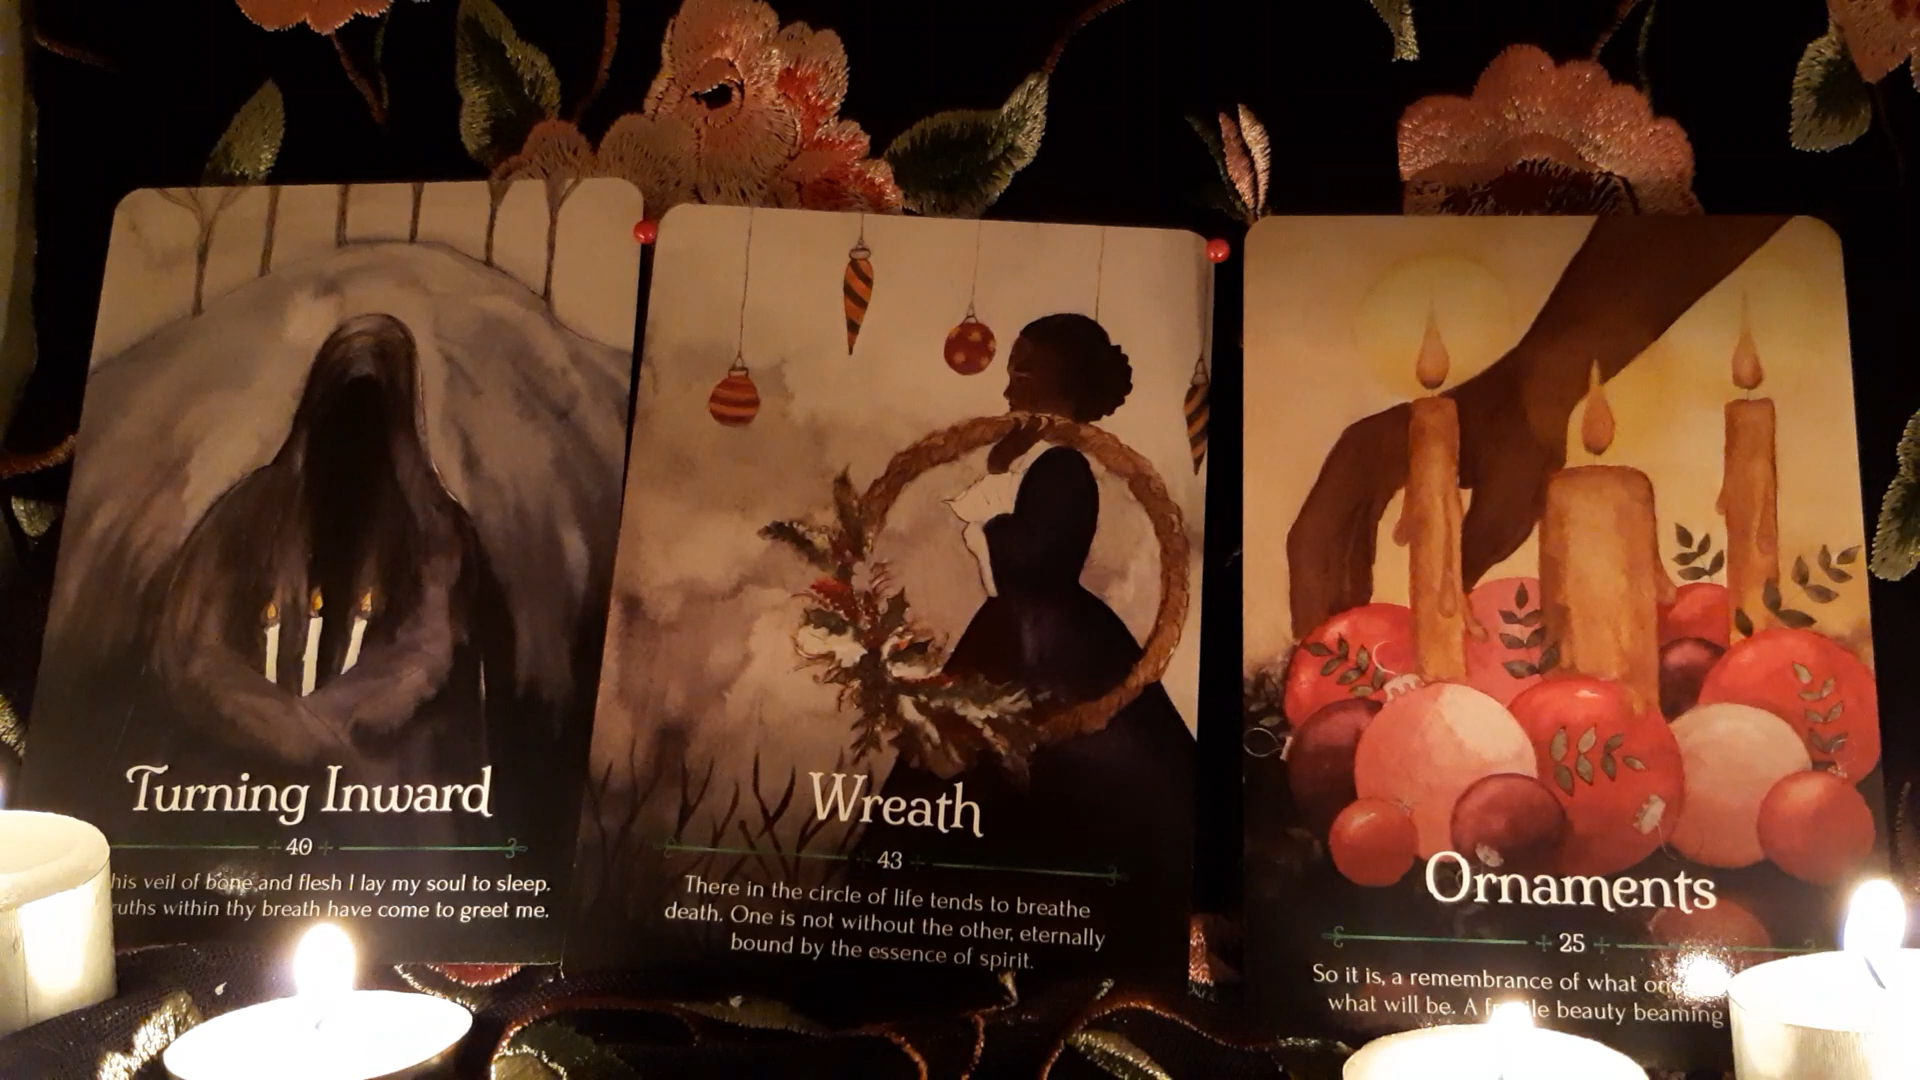 Turning Inward
40
his veil of bone and flesh I lay my soul to sleep.
ruths within thy breath have come to greet me.
Wreath
43
There in the circle of life tends to breathe
death. One is not without the other, eternally
bound by the essence of spirit.
Ornaments
25
So it is, a remembrance of what
what will be. A beauty beaming